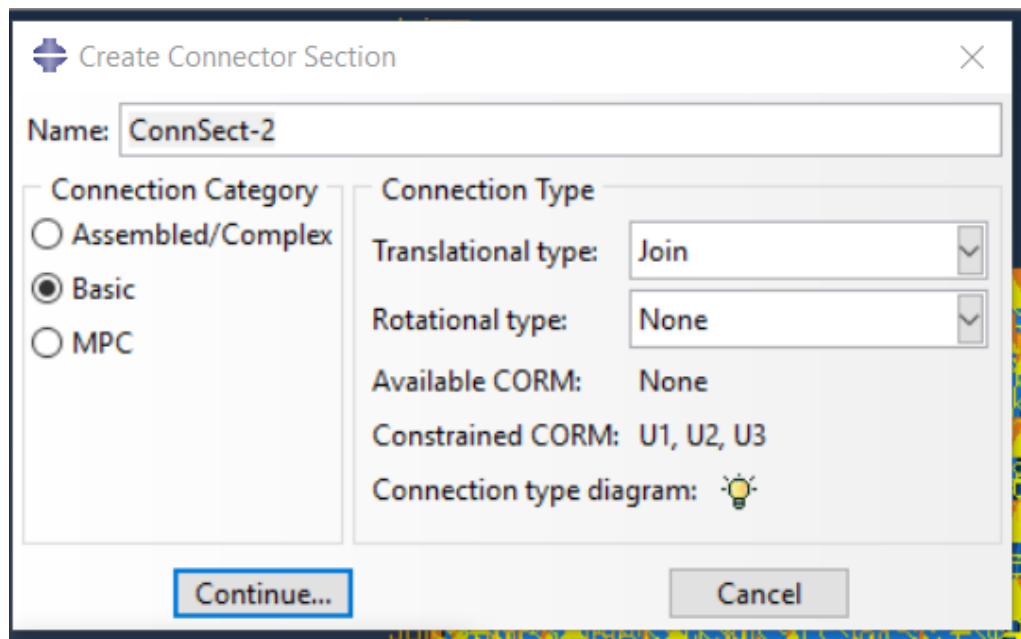 Create Connector Section
Name: ConnSect-2
Connection Category
Assembled/Complex
Basic
MPC
Connection Type
Translational type: Join
Rotational type: None
Available CORM: None
Constrained CORM: U1, U2, U3
Connection type diagram:
Continue... Cancel